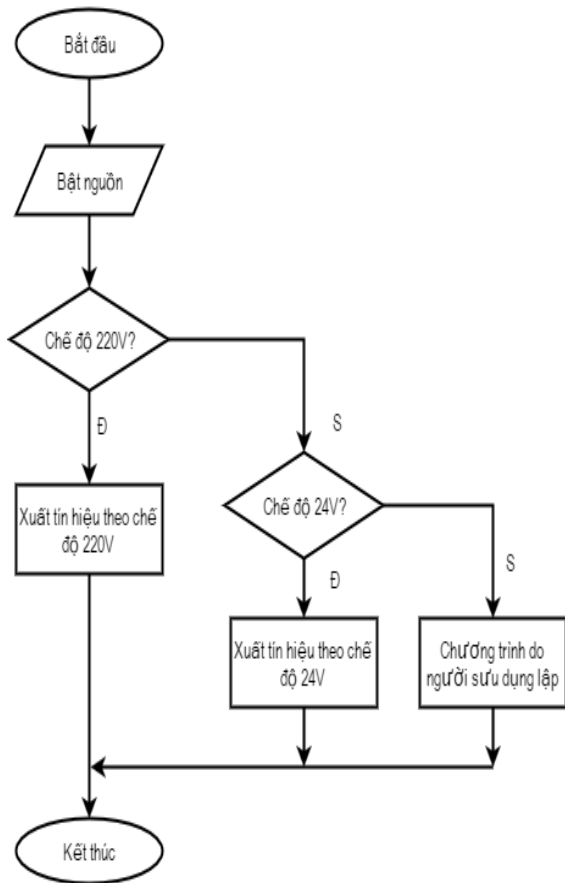 Bắt đầu
Bật nguồn
Chế độ 220V?
Đ
S
Xuất tín hiệu theo chế
độ 220V
Chế độ 24V?
Đ
S
Xuất tín hiệu theo chế
độ 24V
Chương trình do
người sưu dụng lập
Kết thúc